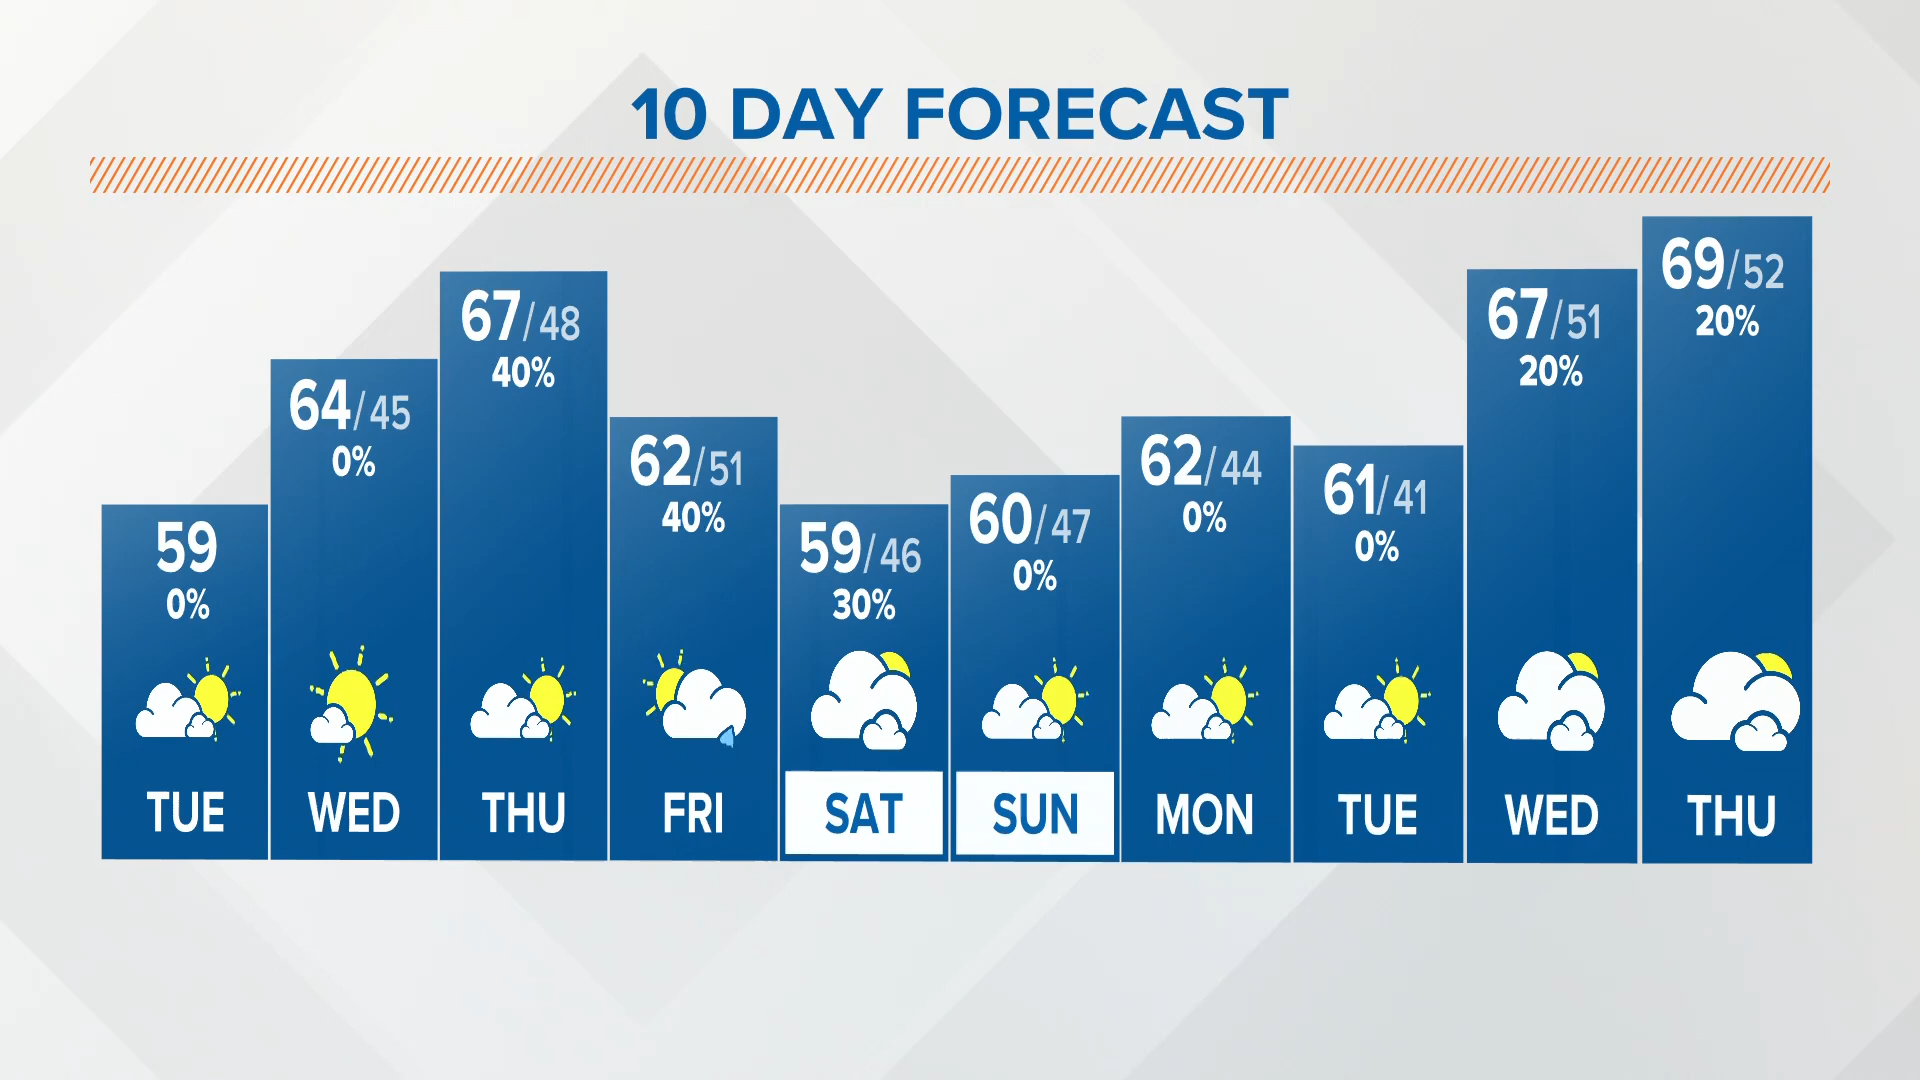 10 DAY FORECAST
59
0%
TUE
64/45
0%
WED
67/48
40%
THU
62/51
40%
FRI
59/46
30%
SAT
60/47
0%
SUN
62/44
0%
MON
61/41
0%
TUE
67/51
20%
WED
69/52
20%
THU